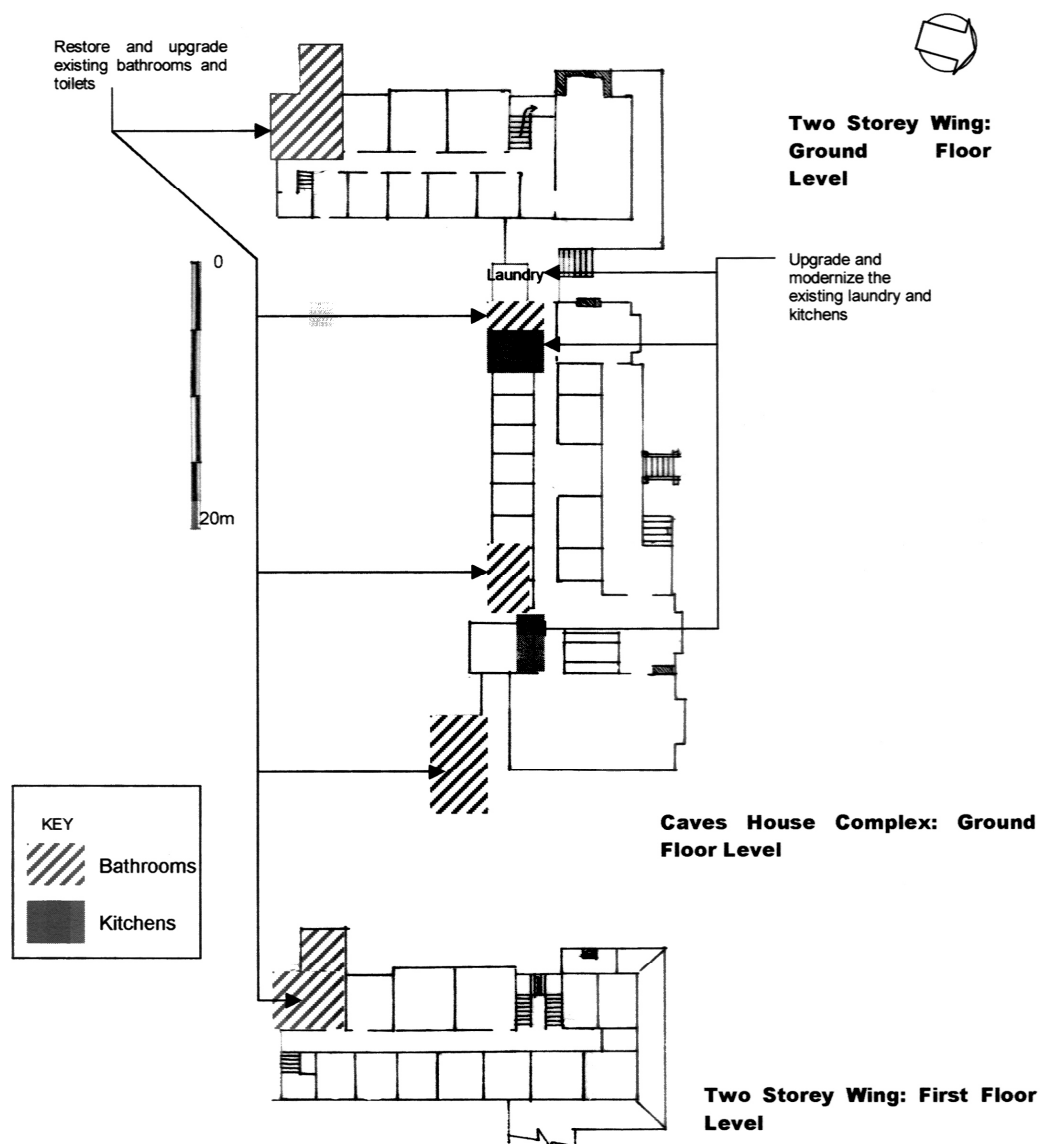 Restore and upgrade
existing bathrooms and
toilets
Two Storey Wing:
Ground Floor
Level
0
Laundry
Upgrade and
modernize the
existing laundry and
kitchens
20m
Caves House Complex: Ground
Floor Level
KEY
Bathrooms
Kitchens
Two Storey Wing: First Floor
Level